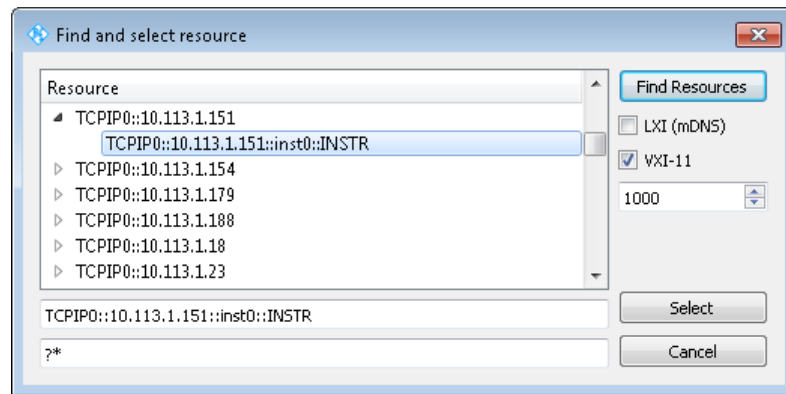 Find and select resource
Resource
TCPIP0::10.113.1.151
TCPIP0::10.113.1.151::inst0::INSTR
TCPIP0::10.113.1.154
TCPIP0::10.113.1.179
TCPIP0::10.113.1.188
TCPIP0::10.113.1.18
TCPIP0::10.113.1.23
TCPIP0::10.113.1.151::inst0::INSTR
?*
Find Resources
LXI (mDNS)
VXI-11
1000
Select
Cancel